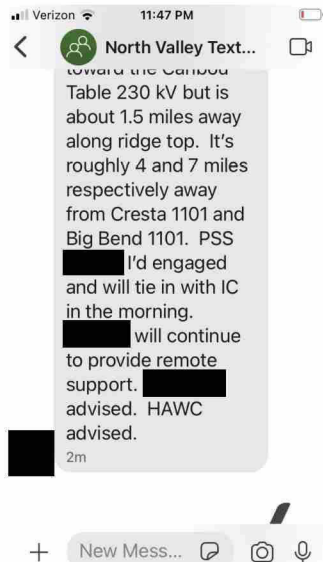 Verizon 11:47 PM
North Valley Text...
toward the Caribou
Table 230 kV but is
about 1.5 miles away
along ridge top. It's
roughly 4 and 7 miles
respectively away
from Cresta 1101 and
Big Bend 1101. PSS
I'd engaged
and will tie in with IC
in the morning.
will continue
to provide remote
support.
advised. HAWC
advised.
2m
New Mess...